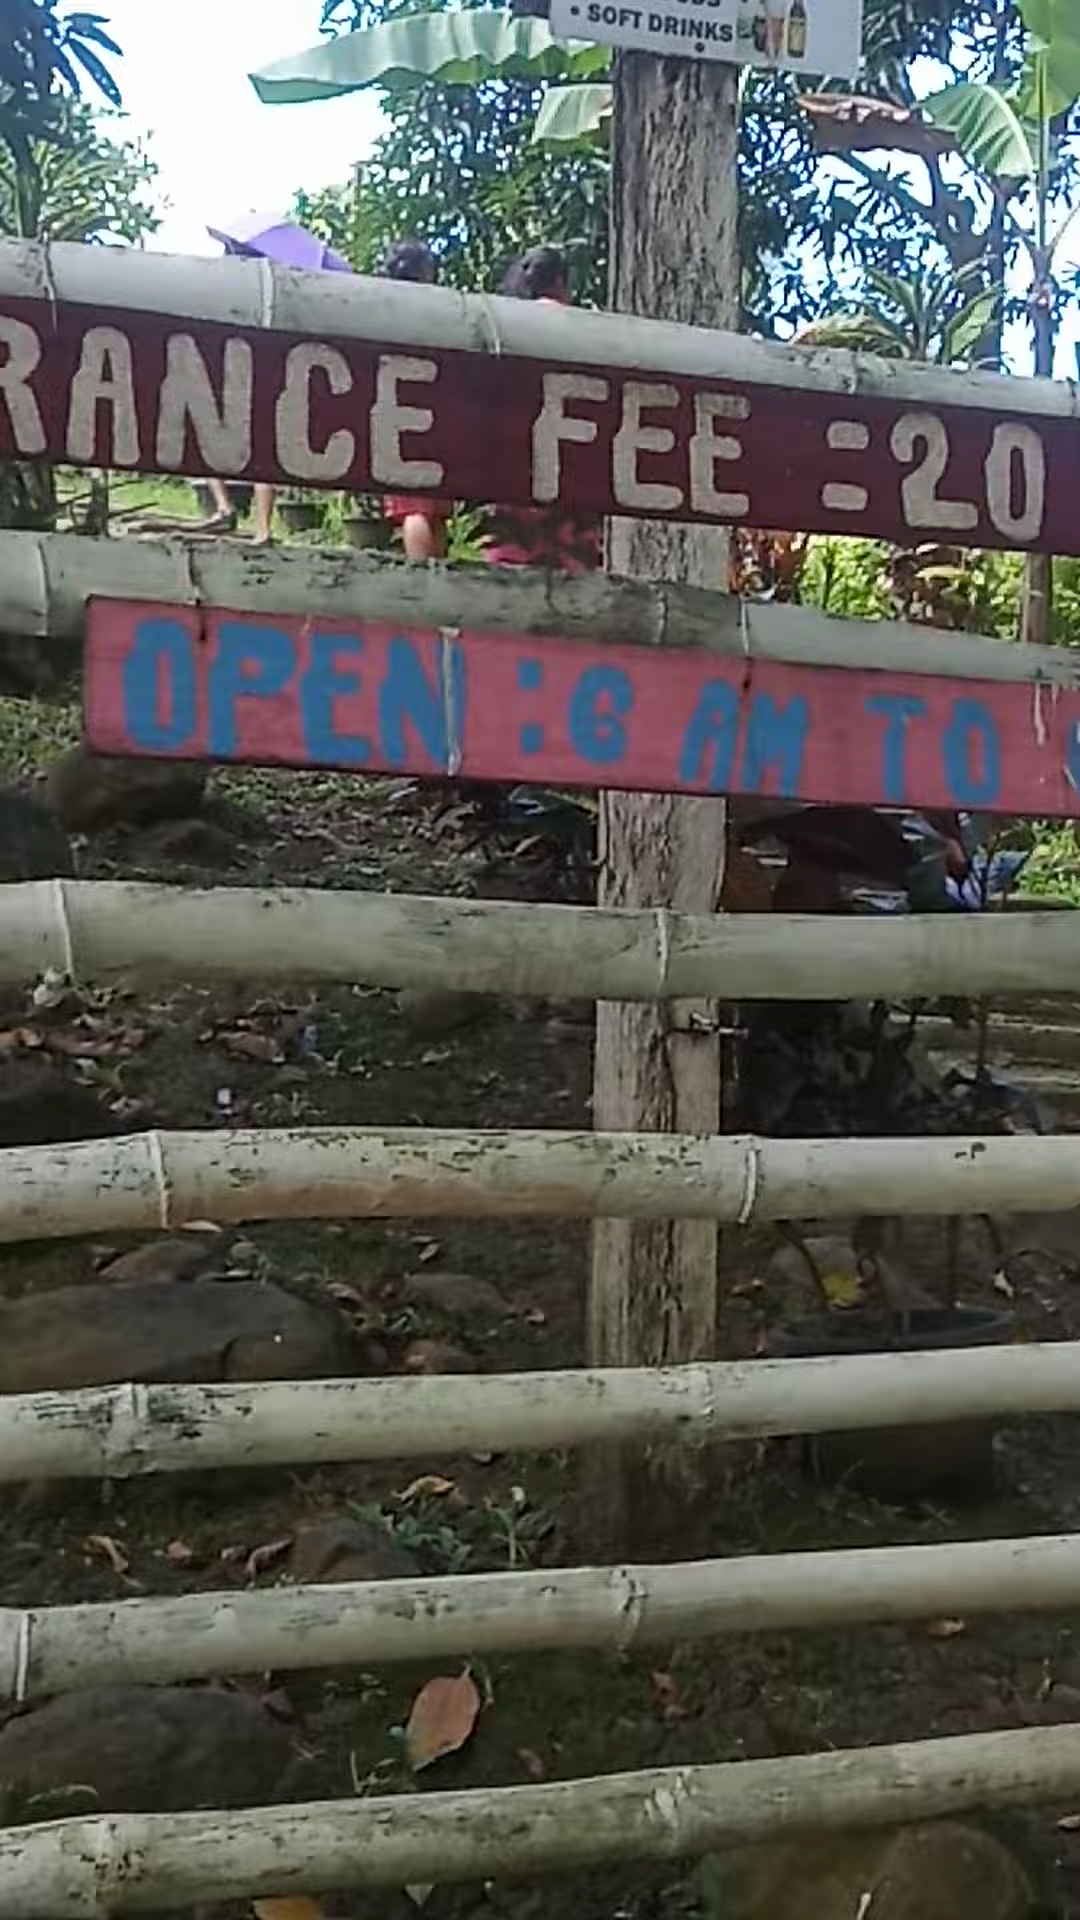 • SOFT DRINKS
RANCE FEE =20
OPEN :6 AM TO